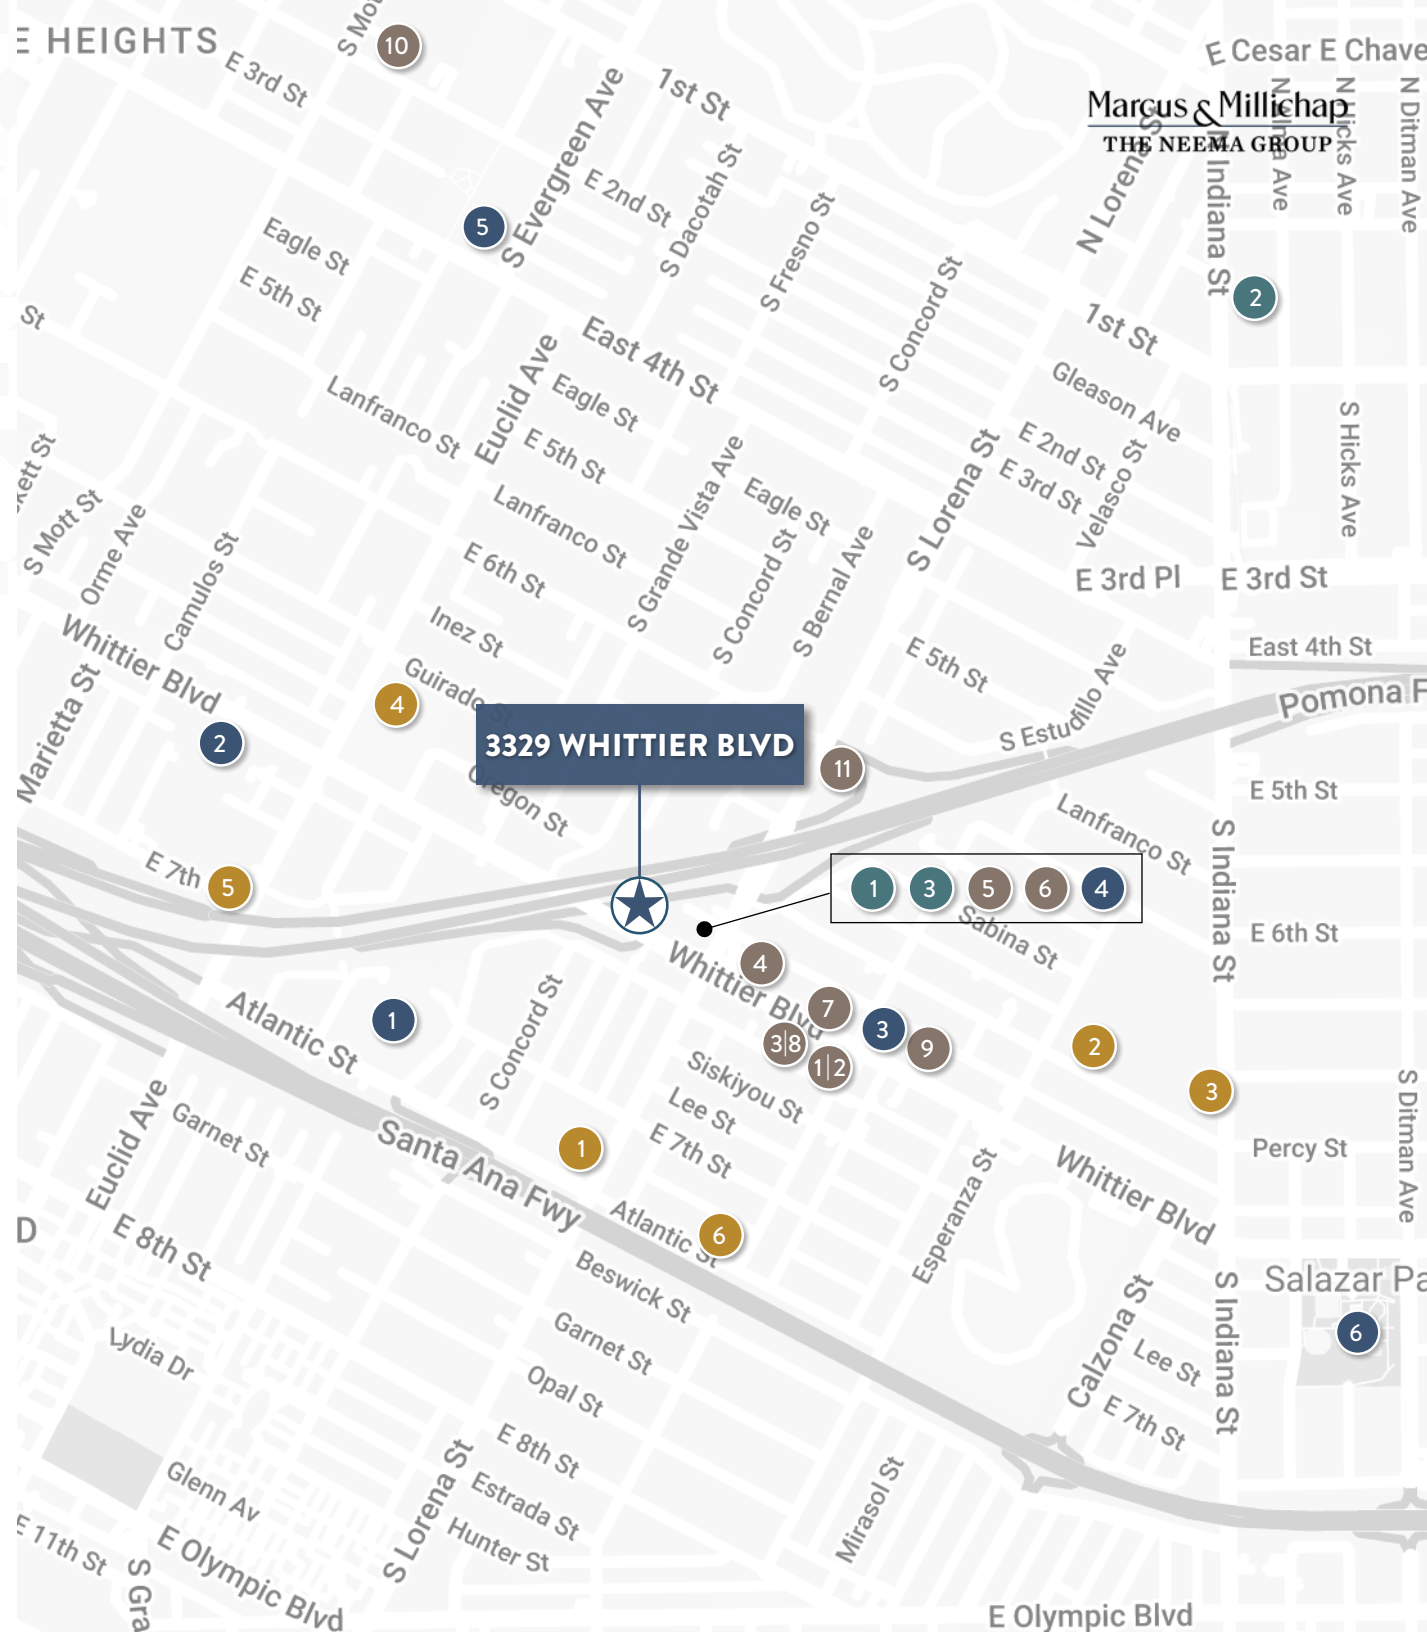 E HEIGHTS
S Mot
10
E 3rd St
1st St
E Cesar E Chave
Marcus & Millichap
THE NEEMA GROUP
N Alma Ave
N Hicks Ave
N Ditman Ave
N Lorena St
N Indiana St
S Evergreen Ave
E 2nd St
S Dacotah St
S Fresno St
5
Eagle St
E 5th St
St
2
S Concord St
1st St
East 4th St
Euclid Ave
Eagle St
Gleason Ave
Lanfranco St
E 5th St
S Grande Vista Ave
S Lorena St
E 2nd St
E 3rd St
Velasco St
S Hicks Ave
kett St
S Mott St
Orme Ave
Camulos St
Lanfranco St
Eagle St
S Concord St
S Bernal Ave
E 6th St
E 3rd Pl
E 3rd St
Inez St
Whittier Blvd
Marietta St
Guirado St
4
E 5th St
S Estudillo Ave
East 4th St
Pomona F
2
3329 WHITTIER BLVD
11
Oregon St
E 5th St
Lanfranco St
S Indiana St
E 7th
5
1 3 5 6 4
Sabina St
E 6th St
Whittier Blvd
4
Atlantic St
1
S Concord St
7
3
9
3|8
1|2
2
3
Siskiyou St
Lee St
E 7th St
S Ditman Ave
Euclid Ave
Garnet St
Santa Ana Fwy
1
Percy St
Whittier Blvd
Esperanza St
Atlantic St
6
D
E 8th St
Beswick St
Salazar Pa
6
S Indiana St
Calzona St
Lee St
E 7th St
Lydia Dr
Garnet St
Opal St
E 8th St
Estrada St
Hunter St
S Lorena St
Mirasol St
Glenn Av
E 11th St
S Gra
E Olympic Blvd
E Olympic Blvd